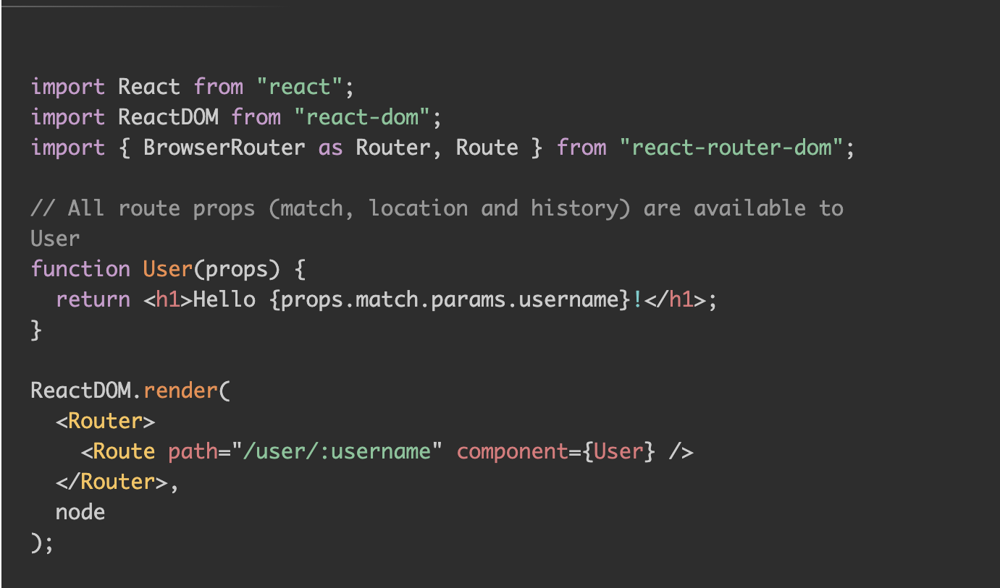 import React from "react";
import ReactDOM from "react-dom";
import { BrowserRouter as Router, Route } from "react-router-dom";
// All route props (match, location and history) are available to
User
function User(props) {
  return <h1>Hello {props.match.params.username}!</h1>;
}
ReactDOM.render(
  <Router>
    <Route path="/user/:username" component={User} />
  </Router>,
  node
);